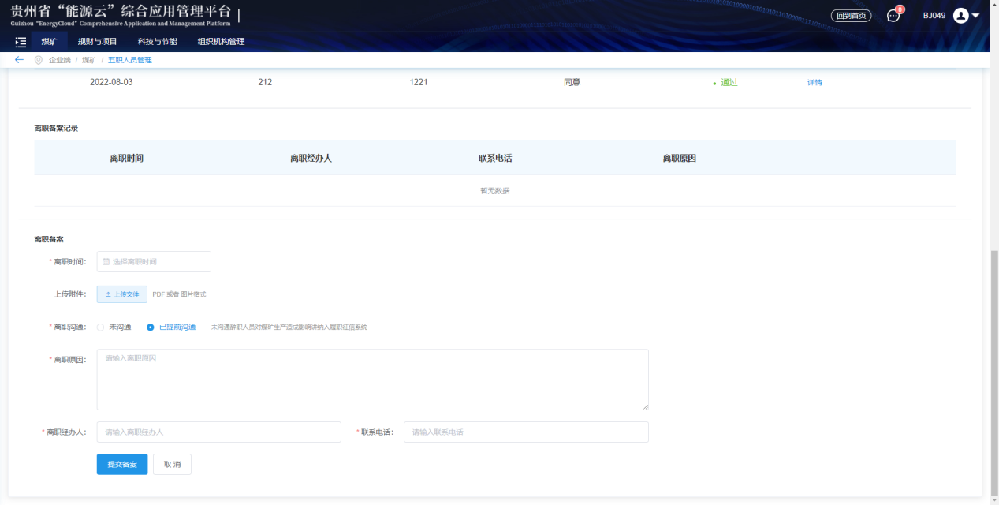 贵州省“能源云”综合应用管理平台
Guizhou "EnergyCloud" Comprehensive Application and Management Platform
回到首页 0 BJ049
煤矿 规财与项目 科技与节能 组织机构管理
企业端 / 煤矿 / 五职人员管理
2022-08-03 212 1221 同意 通过 详情
离职备案记录
离职时间 离职经办人 联系电话 离职原因
暂无数据
离职备案
* 离职时间: 选择离职时间
上传附件: 上传文件 PDF 或者 图片格式
* 离职沟通: 未沟通 已提前沟通 未沟通辞职人员对煤矿生产造成影响讲纳入履职征信系统
* 离职原因: 请输入离职原因
* 离职经办人: 请输入离职经办人 * 联系电话: 请输入联系电话
提交备案 取 消